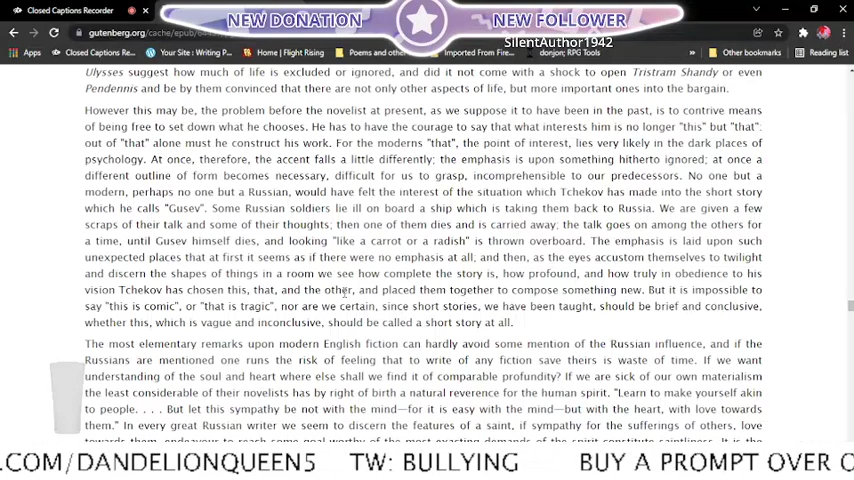 Closed Captions Recorder
NEW DONATION
NEW FOLLOWER
SilentAuthor1942
Apps
Closed Captions Rec...
Your Site : Writing P...
Home | Flight Rising
Poems and other
Imported From Fire...
donjon; RPG Tools
»
Other bookmarks
Reading list
Ulysses suggest how much of life is excluded or ignored, and did it not come with a shock to open Tristram Shandy or even
Pendennis and be by them convinced that there are not only other aspects of life, but more important ones into the bargain.
However this may be, the problem before the novelist at present, as we suppose it to have been in the past, is to contrive means
of being free to set down what he chooses. He has to have the courage to say that what interests him is no longer "this" but "that":
out of "that" alone must he construct his work. For the moderns "that", the point of interest, lies very likely in the dark places of
psychology. At once, therefore, the accent falls a little differently; the emphasis is upon something hitherto ignored; at once a
different outline of form becomes necessary, difficult for us to grasp, incomprehensible to our predecessors. No one but a
modern, perhaps no one but a Russian, would have felt the interest of the situation which Tchekov has made into the short story
which he calls "Gusev". Some Russian soldiers lie ill on board a ship which is taking them back to Russia. We are given a few
scraps of their talk and some of their thoughts; then one of them dies and is carried away; the talk goes on among the others for
a time, until Gusev himself dies, and looking "like a carrot or a radish" is thrown overboard. The emphasis is laid upon such
unexpected places that at first it seems as if there were no emphasis at all; and then, as the eyes accustom themselves to twilight
and discern the shapes of things in a room we see how complete the story is, how profound, and how truly in obedience to his
vision Tchekov has chosen this, that, and the other, and placed them together to compose something new. But it is impossible to
say "this is comic", or "that is tragic", nor are we certain, since short stories, we have been taught, should be brief and conclusive,
whether this, which is vague and inconclusive, should be called a short story at all.
The most elementary remarks upon modern English fiction can hardly avoid some mention of the Russian influence, and if the
Russians are mentioned one runs the risk of feeling that to write of any fiction save theirs is waste of time. If we want
understanding of the soul and heart where else shall we find it of comparable profundity? If we are sick of our own materialism
the least considerable of their novelists has by right of birth a natural reverence for the human spirit. "Learn to make yourself akin
to people. . . . But let this sympathy be not with the mind—for it is easy with the mind—but with the heart, with love towards
them." In every great Russian writer we seem to discern the features of a saint, if sympathy for the sufferings of others, love
towards them, endeavour to reach some goal worthy of the most exacting demands of the spirit constitute saintliness. It is the
.COM/DANDELIONQUEEN5 TW: BULLYING BUY A PROMPT OVER O